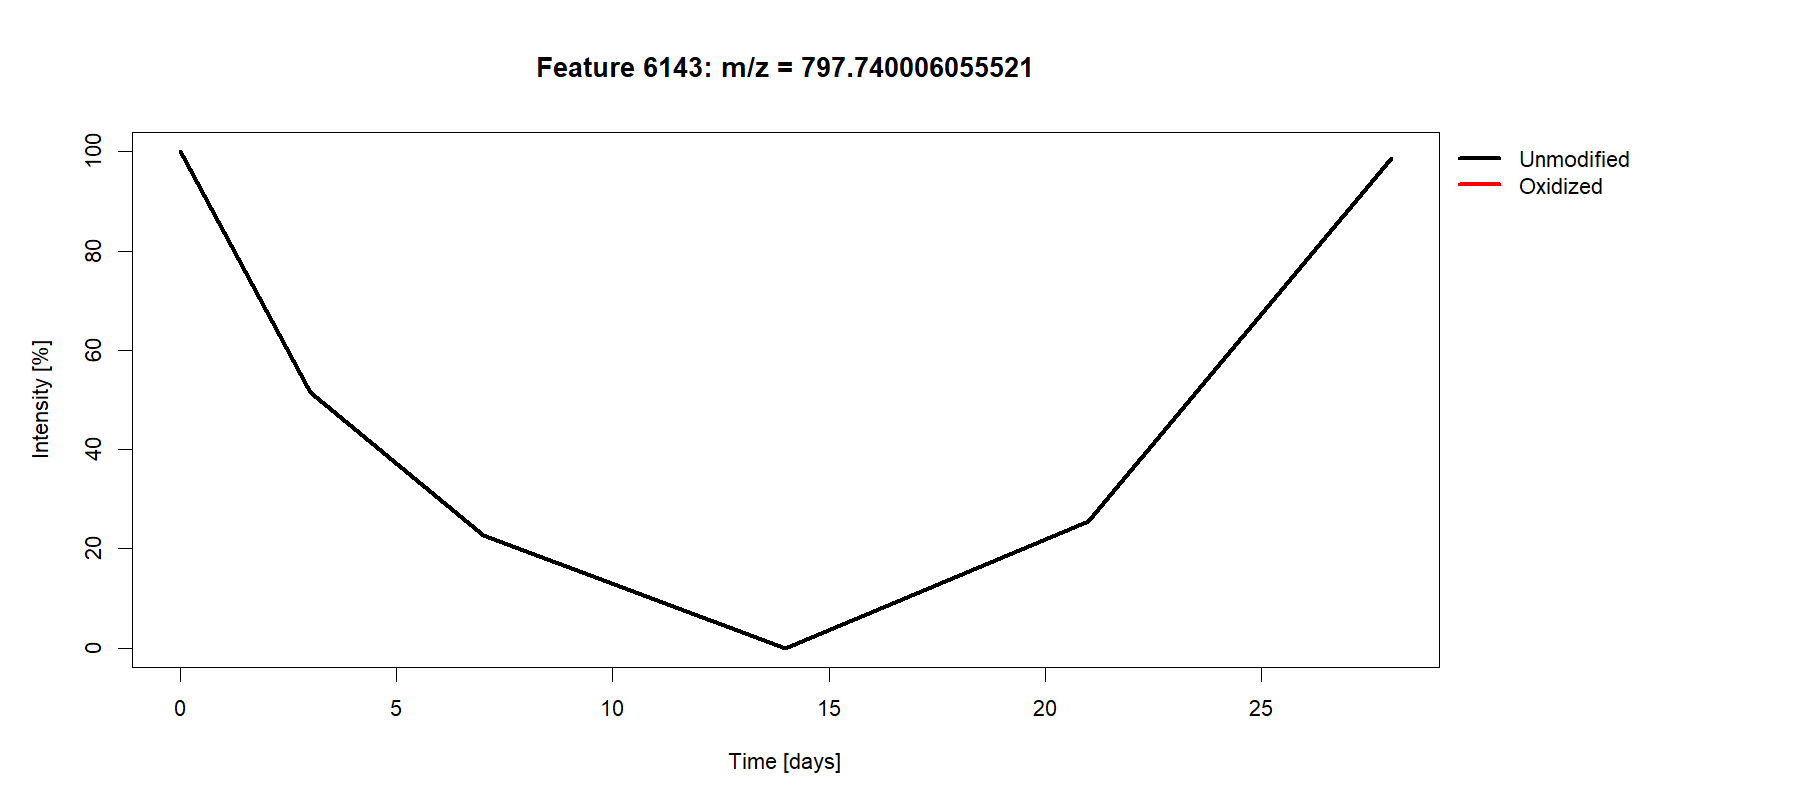 Feature 6143: m/z = 797.740006055521
Unmodified
Oxidized
Intensity [%]
100
80
60
40
20
0
0 5 10 15 20 25
Time [days]